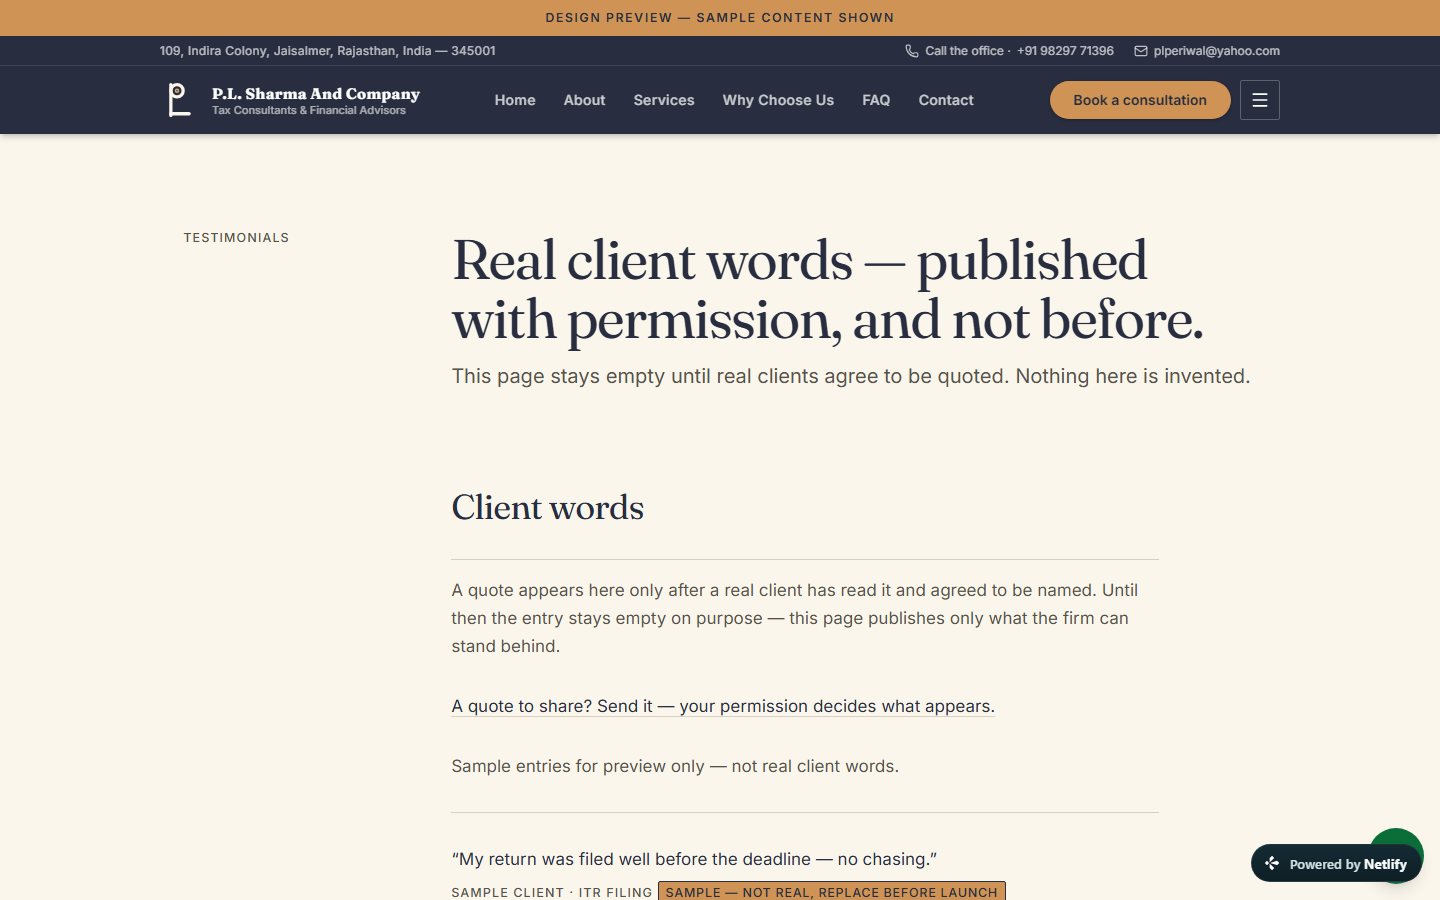 DESIGN PREVIEW — SAMPLE CONTENT SHOWN
109, Indira Colony, Jaisalmer, Rajasthan, India — 345001
Call the office · +91 98297 71396
plperiwal@yahoo.com
P.L. Sharma And Company
Tax Consultants & Financial Advisors
Home
About
Services
Why Choose Us
FAQ
Contact
Book a consultation
TESTIMONIALS
Real client words — published
with permission, and not before.
This page stays empty until real clients agree to be quoted. Nothing here is invented.
Client words
A quote appears here only after a real client has read it and agreed to be named. Until
then the entry stays empty on purpose — this page publishes only what the firm can
stand behind.
A quote to share? Send it — your permission decides what appears.
Sample entries for preview only — not real client words.
“My return was filed well before the deadline — no chasing.”
SAMPLE CLIENT · ITR FILING SAMPLE — NOT REAL, REPLACE BEFORE LAUNCH
Powered by Netlify